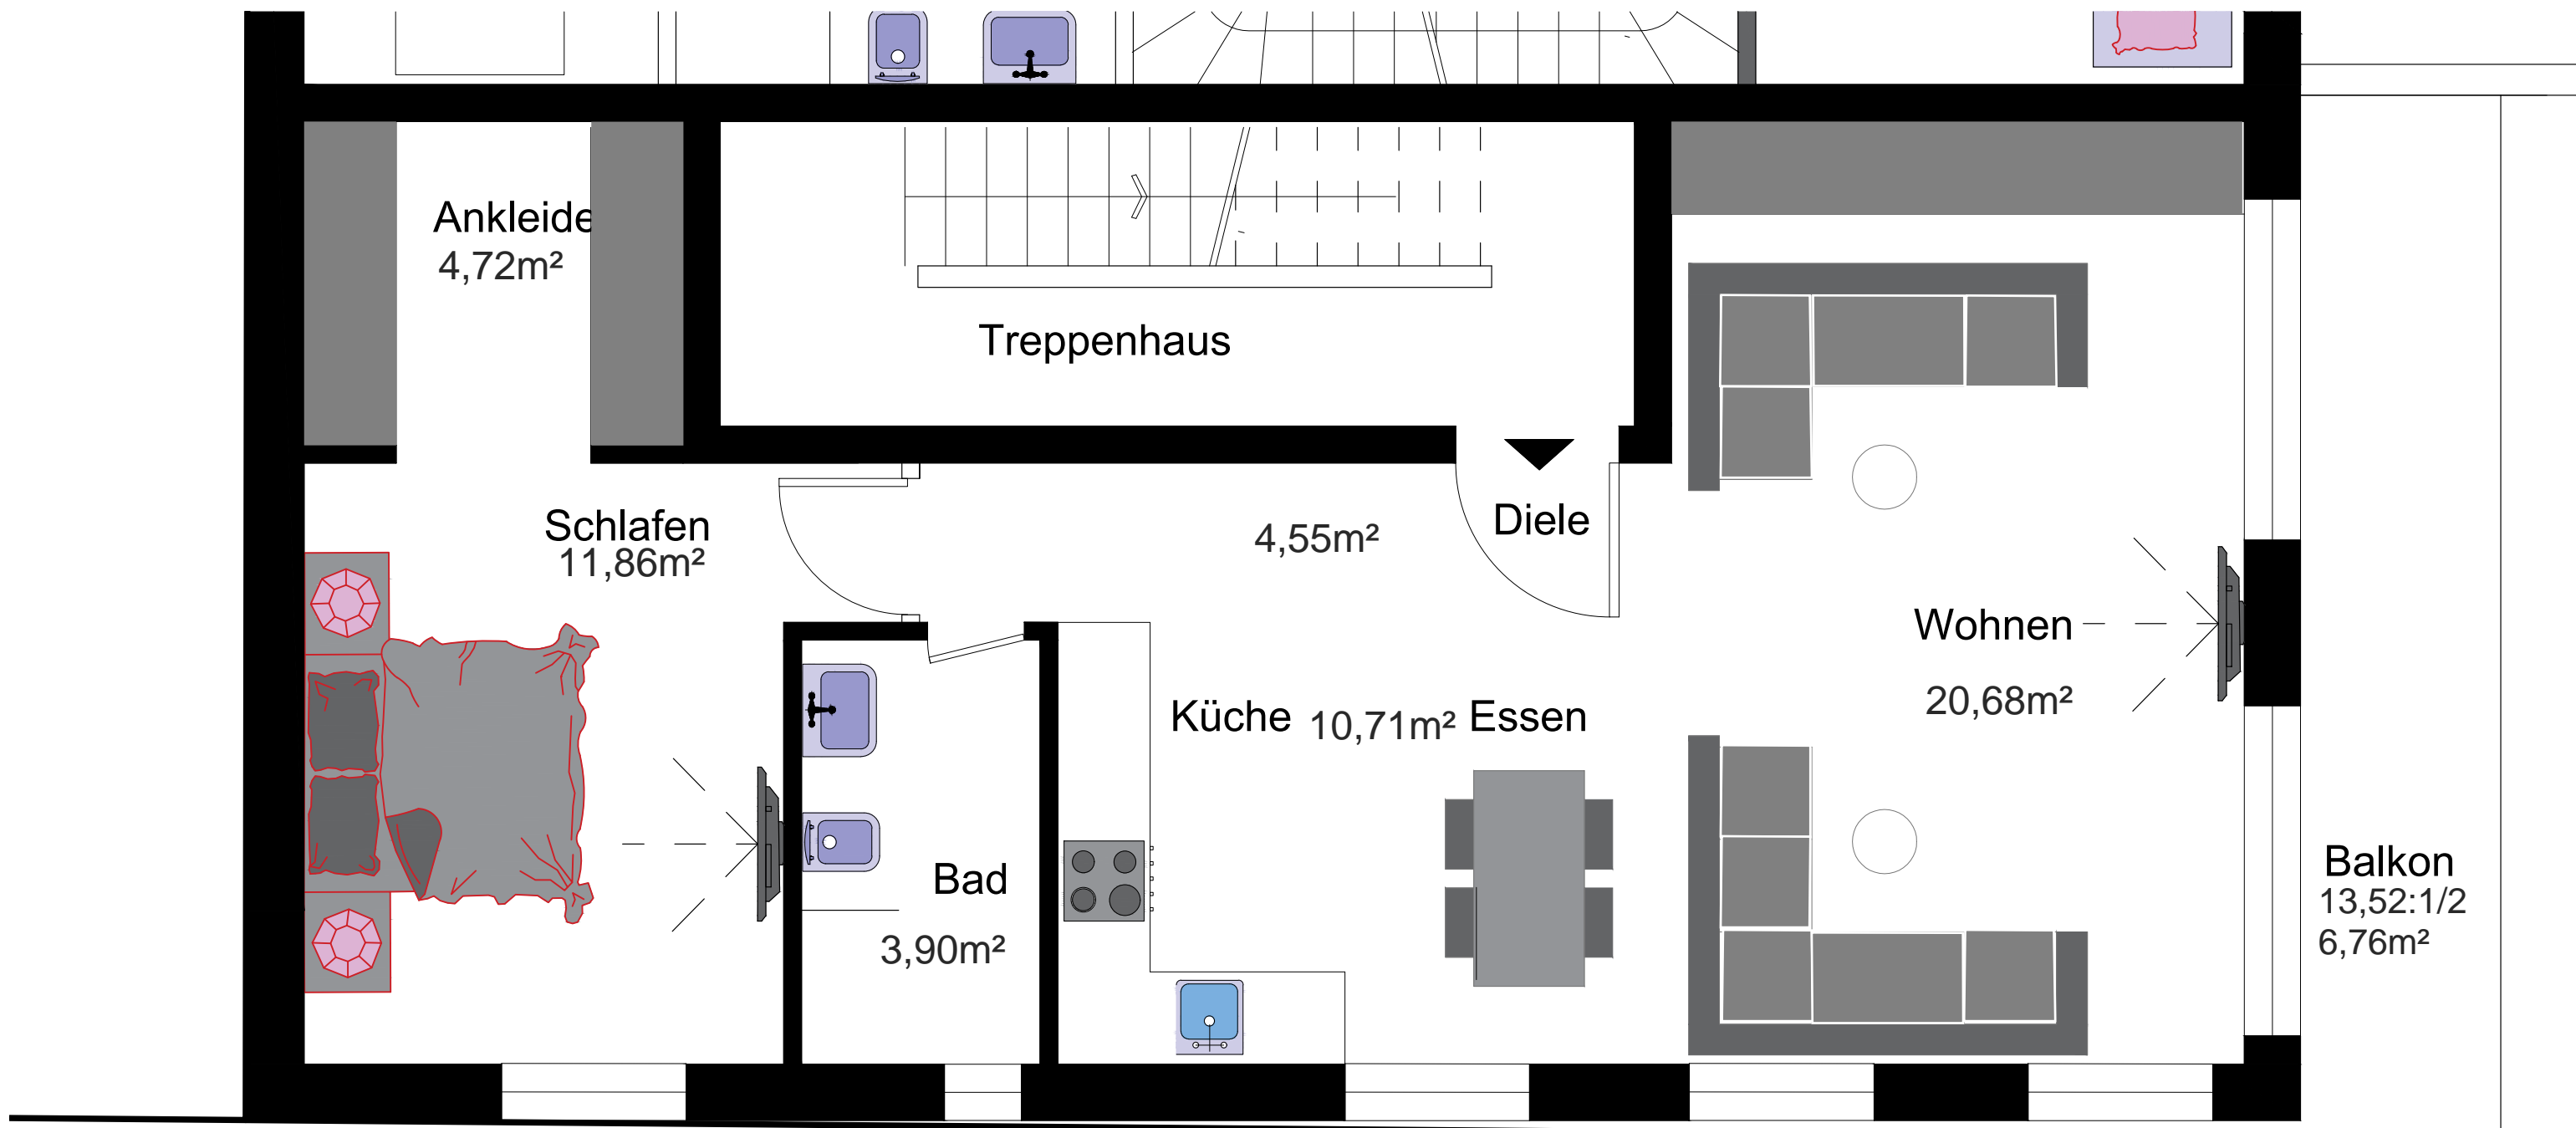 Ankleide
4,72m²
Treppenhaus
Schlafen
11,86m²
4,55m²
Diele
Wohnen
20,68m²
Küche 10,71m² Essen
Bad
3,90m²
Balkon
13,52:1/2
6,76m²